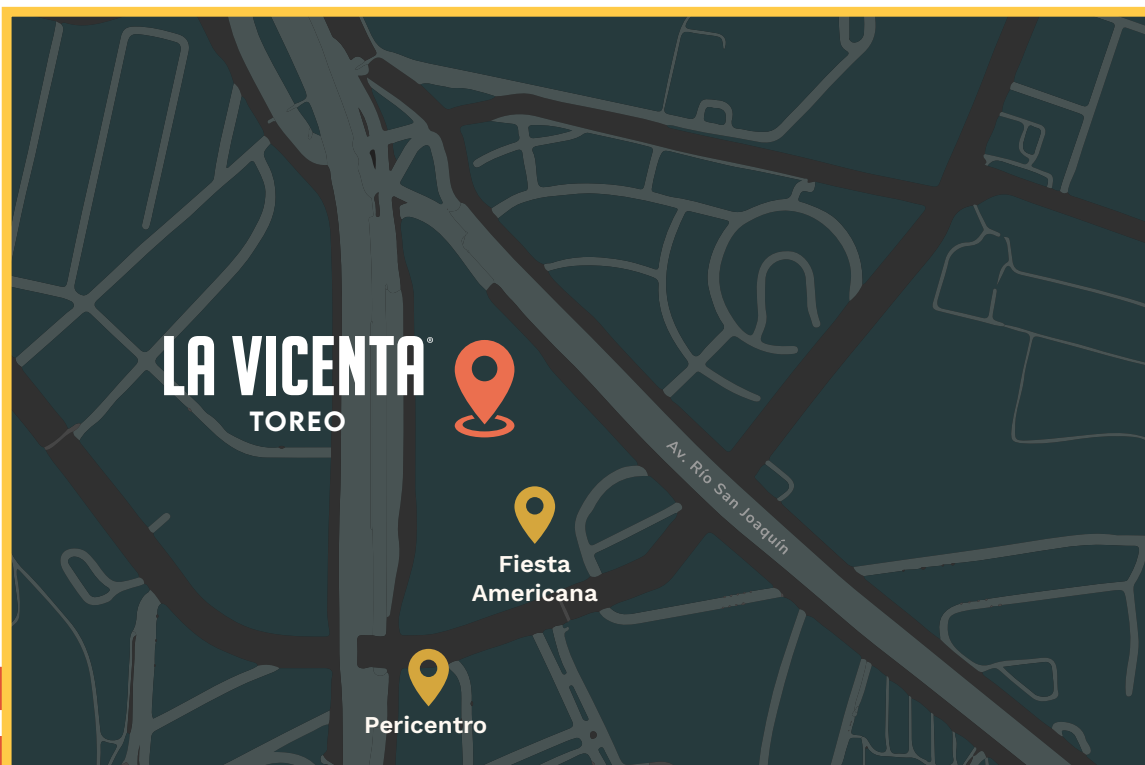 LA VICENTA®
TOREO
Av. Río San Joaquín
Fiesta
Americana
Pericentro